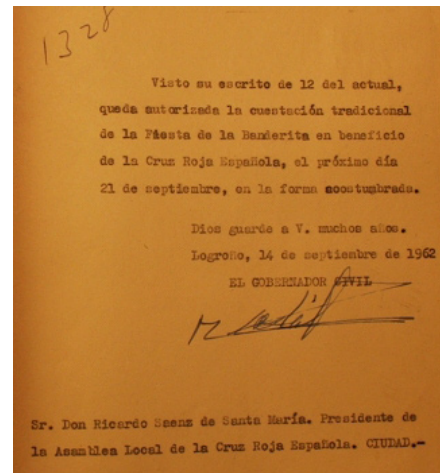 1328
Visto su escrito de 12 del actual,
queda autorizada la cuestación tradicional
de la Fiesta de la Banderita en beneficio
de la Cruz Roja Española, el próximo día
21 de septiembre, en la forma acostumbrada.
Dios guarde a V. muchos años.
Logroño, 14 de septiembre de 1962
EL GOBERNADOR CIVIL
Sr. Don Ricardo Saenz de Santa María. Presidente de
la Asamblea Local de la Cruz Roja Española. CIUDAD.-